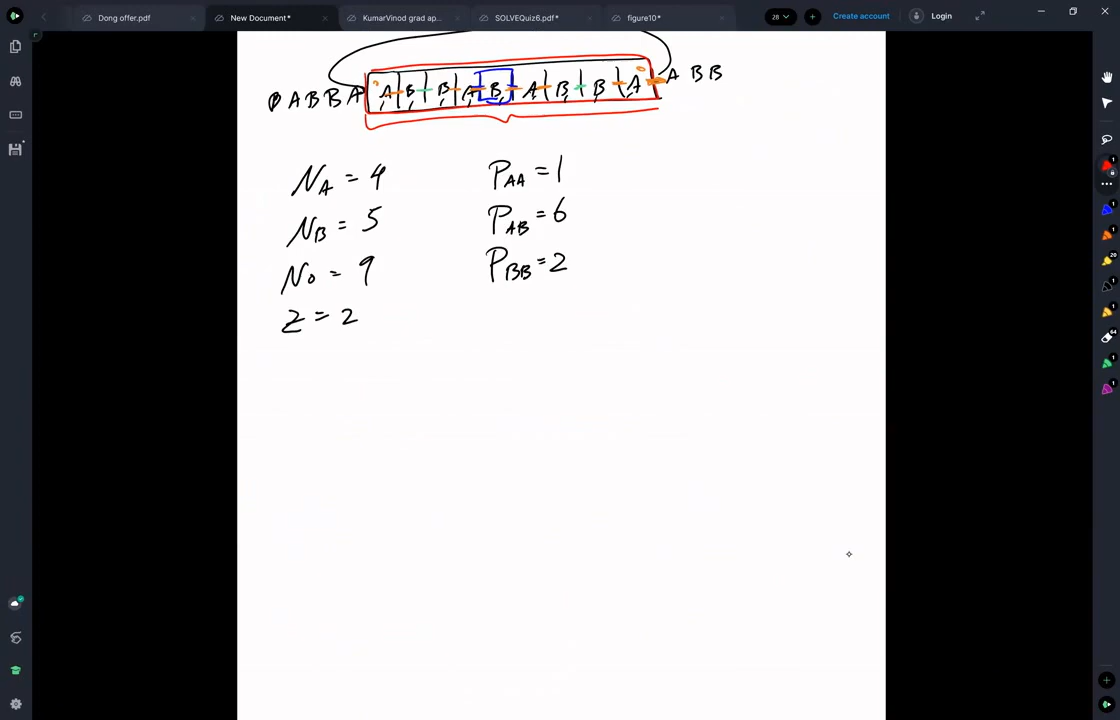 Dong offer.pdf
New Document*
KumarVinod grad ap...
SOLVEQuiz6.pdf*
figure10*
28
Create account
Login
A B B A A B B A B A B B A A B B
N_A = 4
P_AA = 1
N_B = 5
P_AB = 6
N_0 = 9
P_BB = 2
z = 2